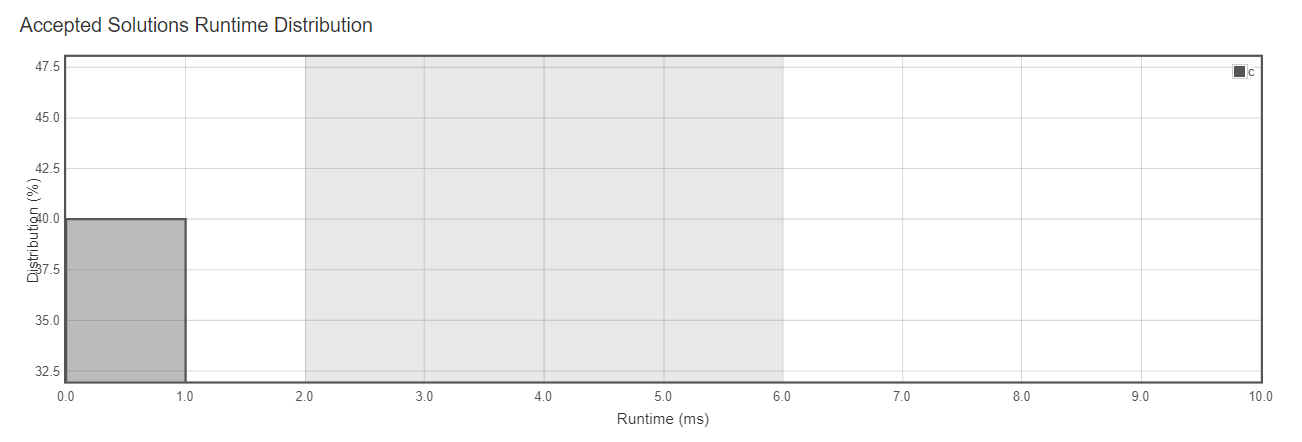 Accepted Solutions Runtime Distribution
47.5
c
45.0
42.5
Distribution (%)
40.0
37.5
35.0
32.5
0.0 1.0 2.0 3.0 4.0 5.0 6.0 7.0 8.0 9.0 10.0
Runtime (ms)